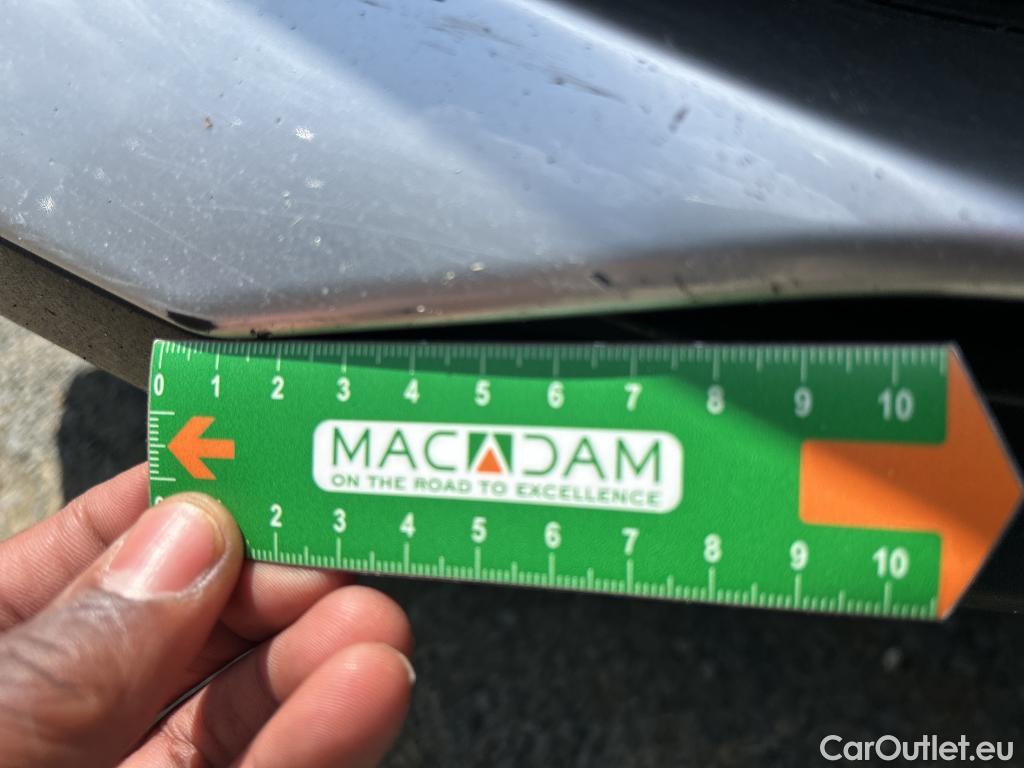 0 1 2 3 4 5 6 7 8 9 10
MACADAM
ON THE ROAD TO EXCELLENCE
2 3 4 5 6 7 8 9 10
CarOutlet.eu